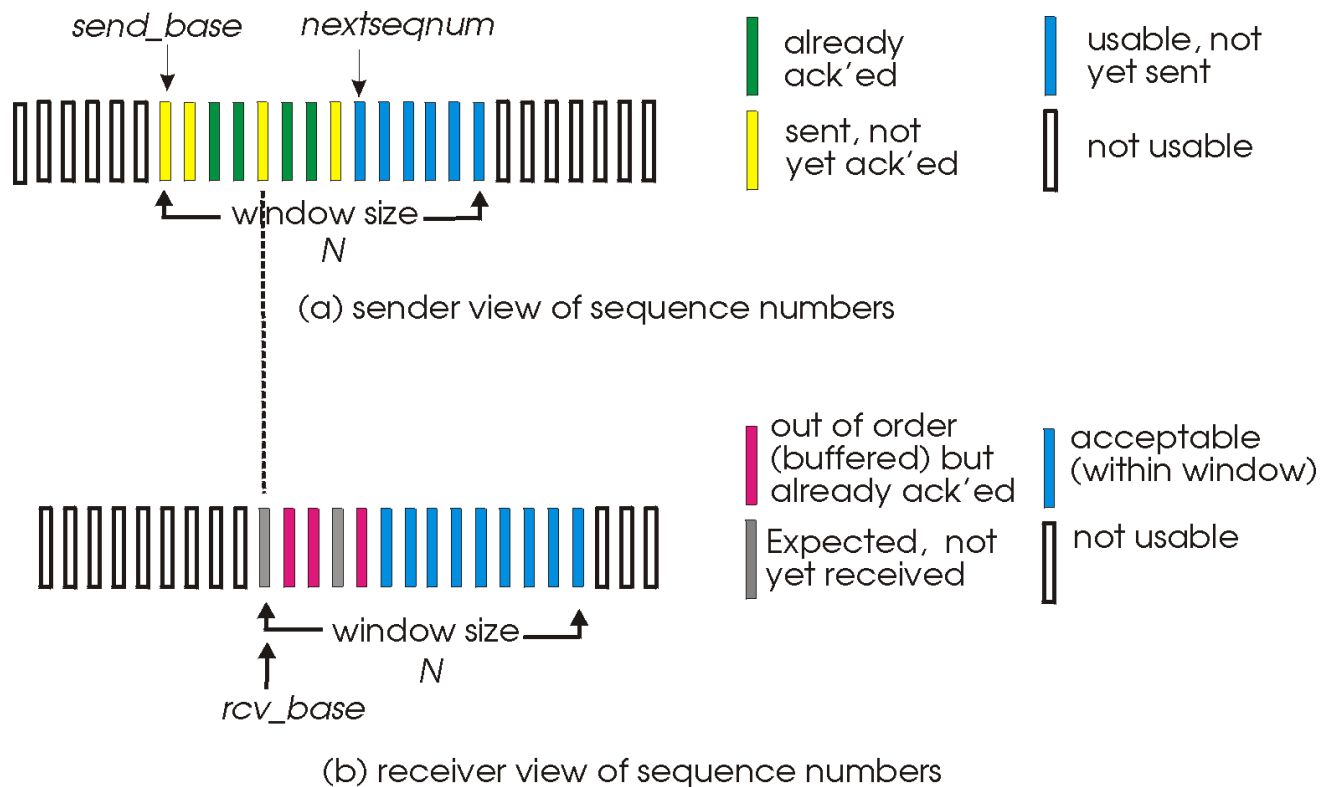 send_base
nextseqnum
already
ack'ed
usable, not
yet sent
sent, not
yet ack'ed
not usable
window size
N
(a) sender view of sequence numbers
out of order
(buffered) but
already ack'ed
acceptable
(within window)
Expected, not
yet received
not usable
window size
N
rcv_base
(b) receiver view of sequence numbers